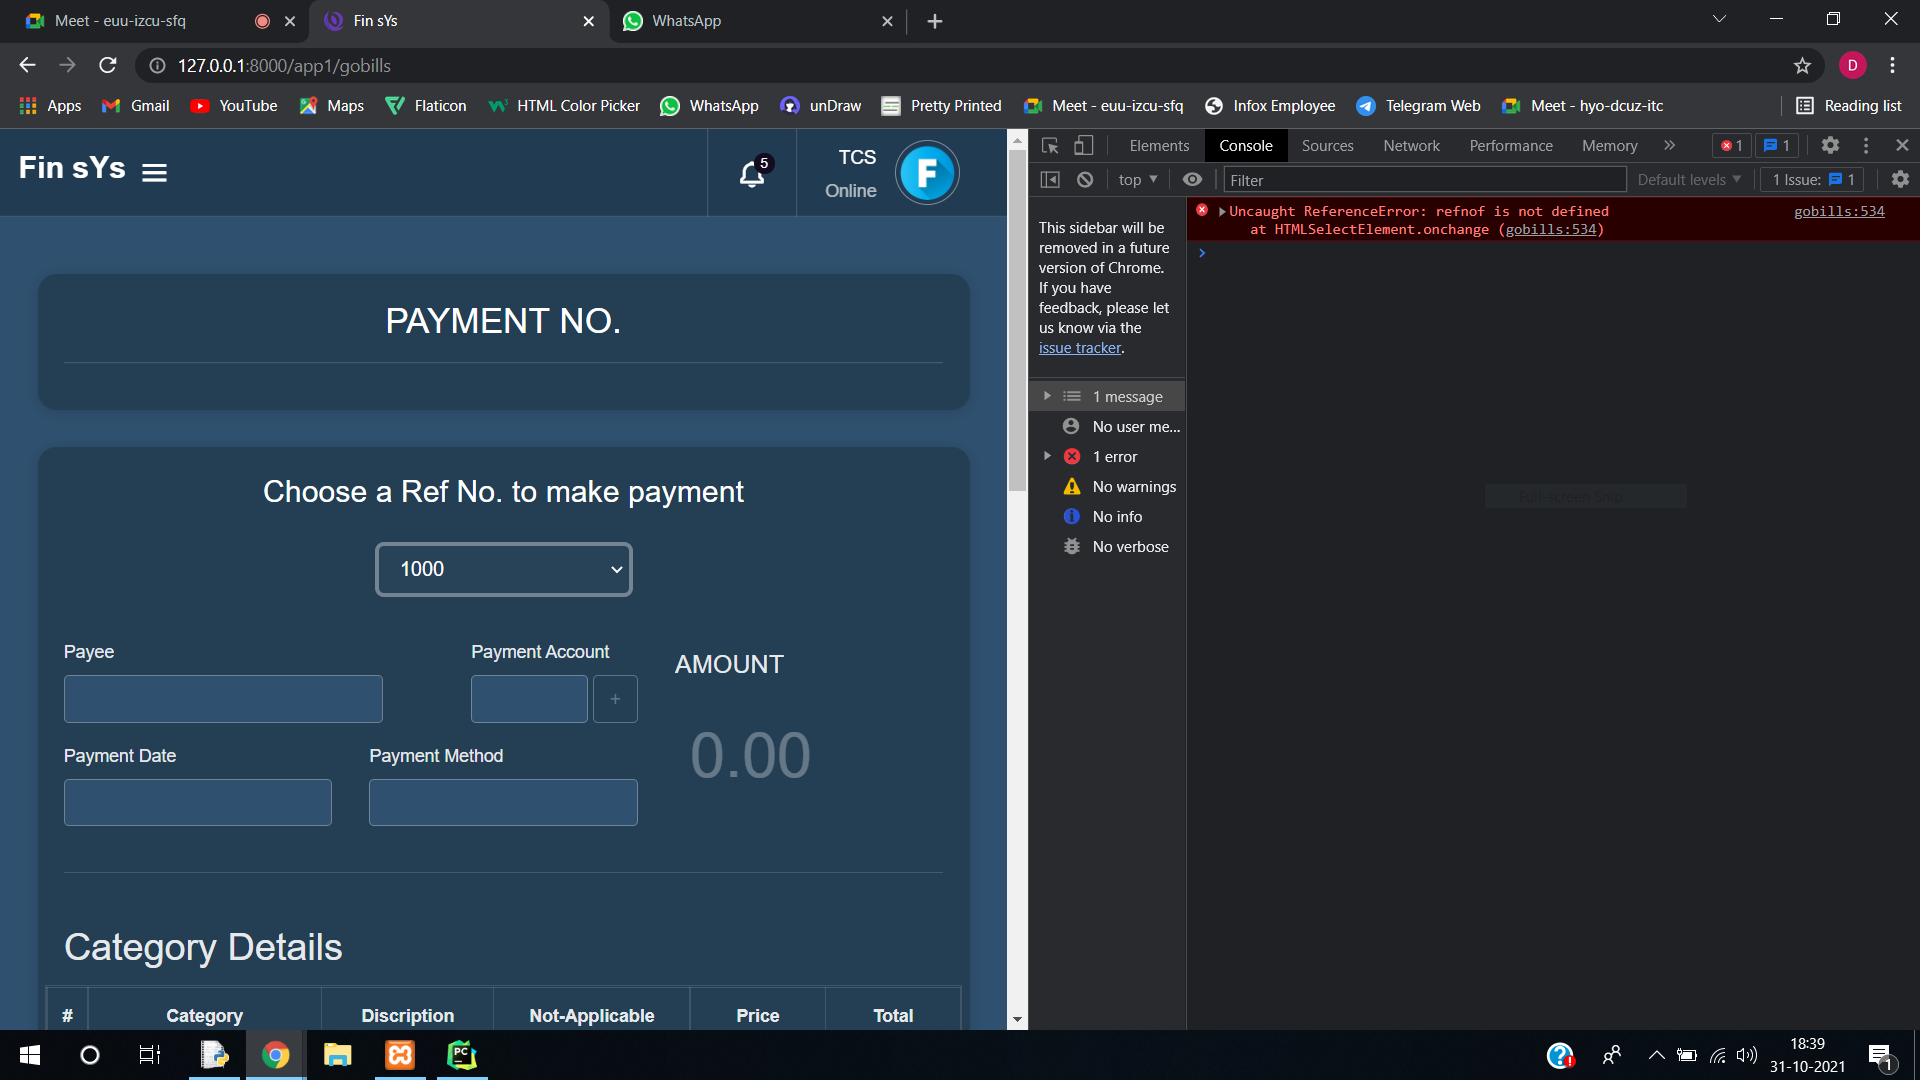 Meet - euu-izcu-sfq
Fin sYs
WhatsApp
127.0.0.1:8000/app1/gobills
D
Apps
Gmail
YouTube
Maps
Flaticon
HTML Color Picker
WhatsApp
unDraw
Pretty Printed
Meet - euu-izcu-sfq
Infox Employee
Telegram Web
Meet - hyo-dcuz-itc
Reading list
Fin sYs
5
TCS
Online
F
PAYMENT NO.
Choose a Ref No. to make payment
1000
Payee
Payment Account
+
AMOUNT
0.00
Payment Date
Payment Method
Category Details
# Category Discription Not-Applicable Price Total
Elements Console Sources Network Performance Memory » 1 1
top Filter Default levels 1 Issue: 1
This sidebar will be
removed in a future
version of Chrome.
If you have
feedback, please let
us know via the
issue tracker.
1 message
No user me...
1 error
No warnings
No info
No verbose
Uncaught ReferenceError: refnof is not defined gobills:534
at HTMLSelectElement.onchange (gobills:534)
Full-screen Snip
PC
18:39
31-10-2021
1